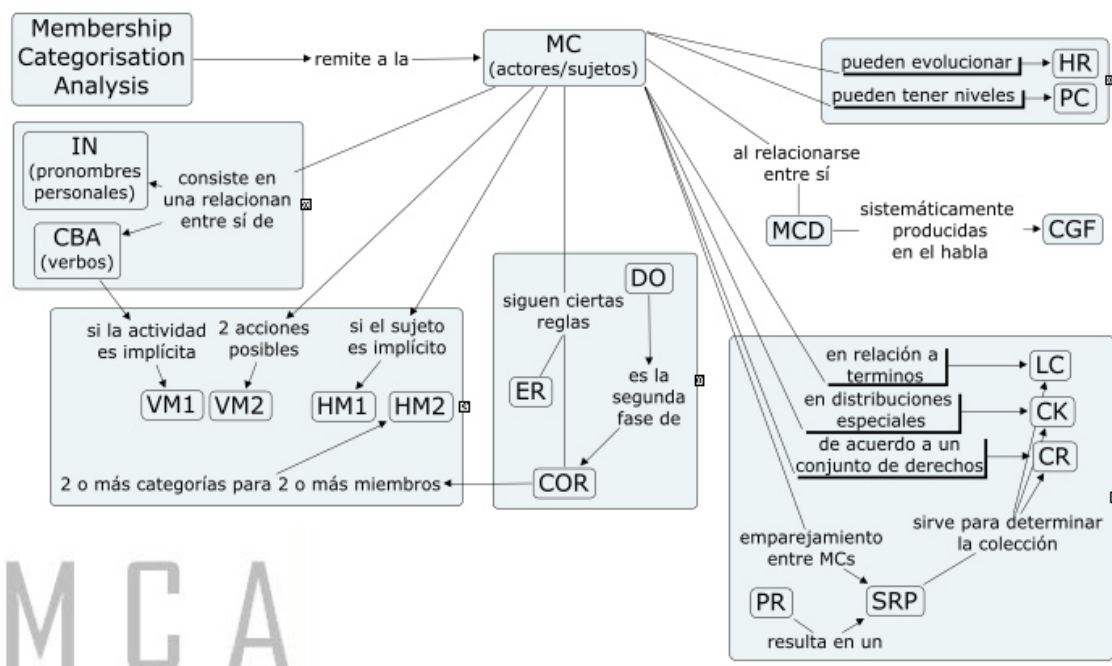 Membership
Categorisation
Analysis
remite a la
MC
(actores/sujetos)
pueden evolucionar
HR
pueden tener niveles
PC
IN
(pronombres
personales)
consiste en
una relacionan
entre sí de
CBA
(verbos)
al relacionarse
entre sí
MCD
sistemáticamente
producidas
en el habla
CGF
si la actividad
es implícita
2 acciones
posibles
si el sujeto
es implícito
VM1
VM2
HM1
HM2
2 o más categorías para 2 o más miembros
siguen ciertas
reglas
DO
ER
es la
segunda
fase de
COR
en relación a
terminos
LC
en distribuciones
especiales
CK
de acuerdo a un
conjunto de derechos
CR
emparejamiento
entre MCs
sirve para determinar
la colección
PR
SRP
resulta en un
MCA